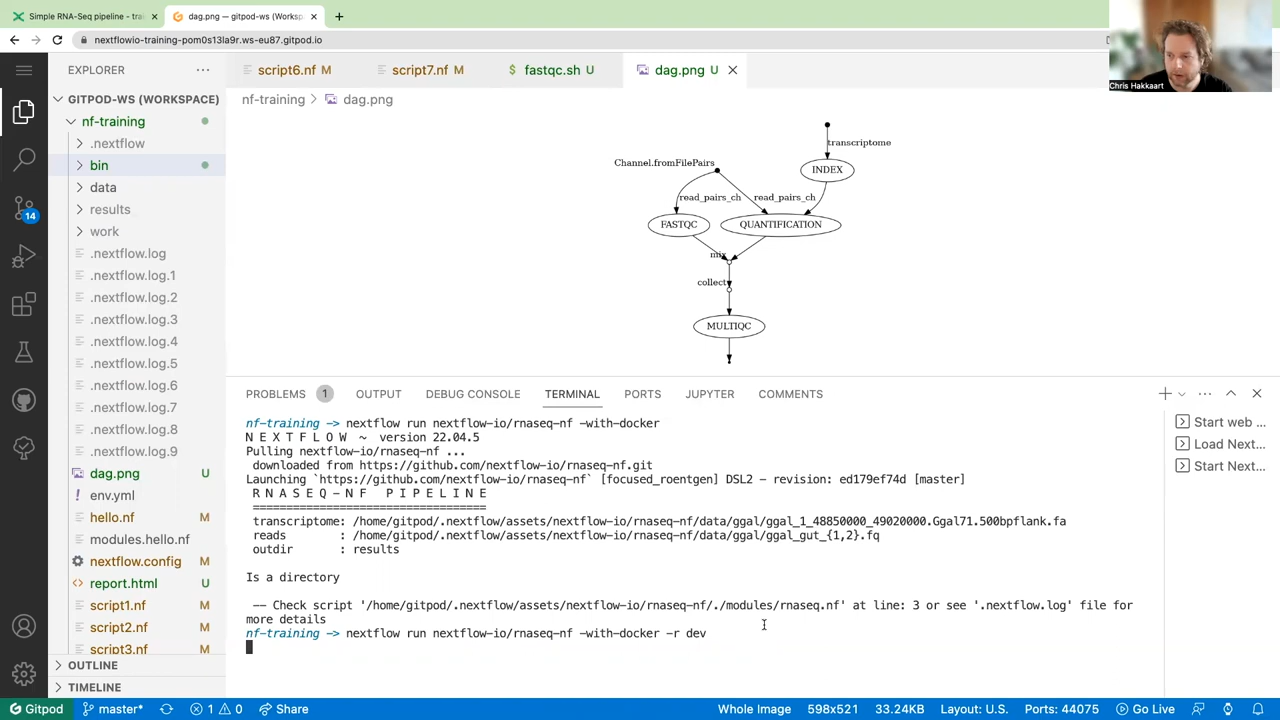 Simple RNA-Seq pipeline - trai
dag.png — gitpod-ws (Worksp
nextflowio-training-pom0s13la9r.ws-eu87.gitpod.io
Chris Hakkaart
EXPLORER
GITPOD-WS (WORKSPACE)
nf-training
.nextflow
bin
data
results
work
.nextflow.log
.nextflow.log.1
.nextflow.log.2
.nextflow.log.3
.nextflow.log.4
.nextflow.log.5
.nextflow.log.6
.nextflow.log.7
.nextflow.log.8
.nextflow.log.9
dag.png U
env.yml
hello.nf M
modules.hello.nf
nextflow.config M
report.html U
script1.nf M
script2.nf M
script3.nf M
OUTLINE
TIMELINE
14
script6.nf M
script7.nf M
$ fastqc.sh U
dag.png U
nf-training > dag.png
transcriptome
Channel.fromFilePairs
INDEX
read_pairs_ch
read_pairs_ch
FASTQC
QUANTIFICATION
mix
collect
MULTIQC
PROBLEMS 1 OUTPUT DEBUG CONSOLE TERMINAL PORTS JUPYTER COMMENTS
nf-training -> nextflow run nextflow-io/rnaseq-nf -with-docker
N E X T F L O W ~ version 22.04.5
Pulling nextflow-io/rnaseq-nf ...
downloaded from https://github.com/nextflow-io/rnaseq-nf.git
Launching `https://github.com/nextflow-io/rnaseq-nf` [focused_roentgen] DSL2 - revision: ed179ef74d [master]
R N A S E Q - N F   P I P E L I N E
===================================
transcriptome: /home/gitpod/.nextflow/assets/nextflow-io/rnaseq-nf/data/ggal/ggal_1_48850000_49020000.Ggal71.500bpflank.fa
reads : /home/gitpod/.nextflow/assets/nextflow-io/rnaseq-nf/data/ggal/ggal_gut_{1,2}.fq
outdir : results
Is a directory
-- Check script '/home/gitpod/.nextflow/assets/nextflow-io/rnaseq-nf/./modules/rnaseq.nf' at line: 3 or see '.nextflow.log' file for
more details
nf-training -> nextflow run nextflow-io/rnaseq-nf -with-docker -r dev
Start web ...
Load Next...
Start Next...
Gitpod master* 1 0 Share Whole Image 598x521 33.24KB Layout: U.S. Ports: 44075 Go Live